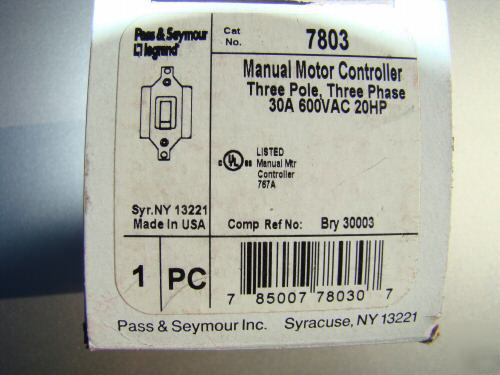 Pass & Seymour
legrand
Cat
No.
7803
Manual Motor Controller
Three Pole, Three Phase
30A 600VAC 20HP
c UL us
LISTED
Manual Mtr
Controller
767A
Syr.NY 13221
Made In USA
Comp Ref No: Bry 30003
1 PC
7 85007 78030 7
Pass & Seymour Inc. Syracuse, NY 13221